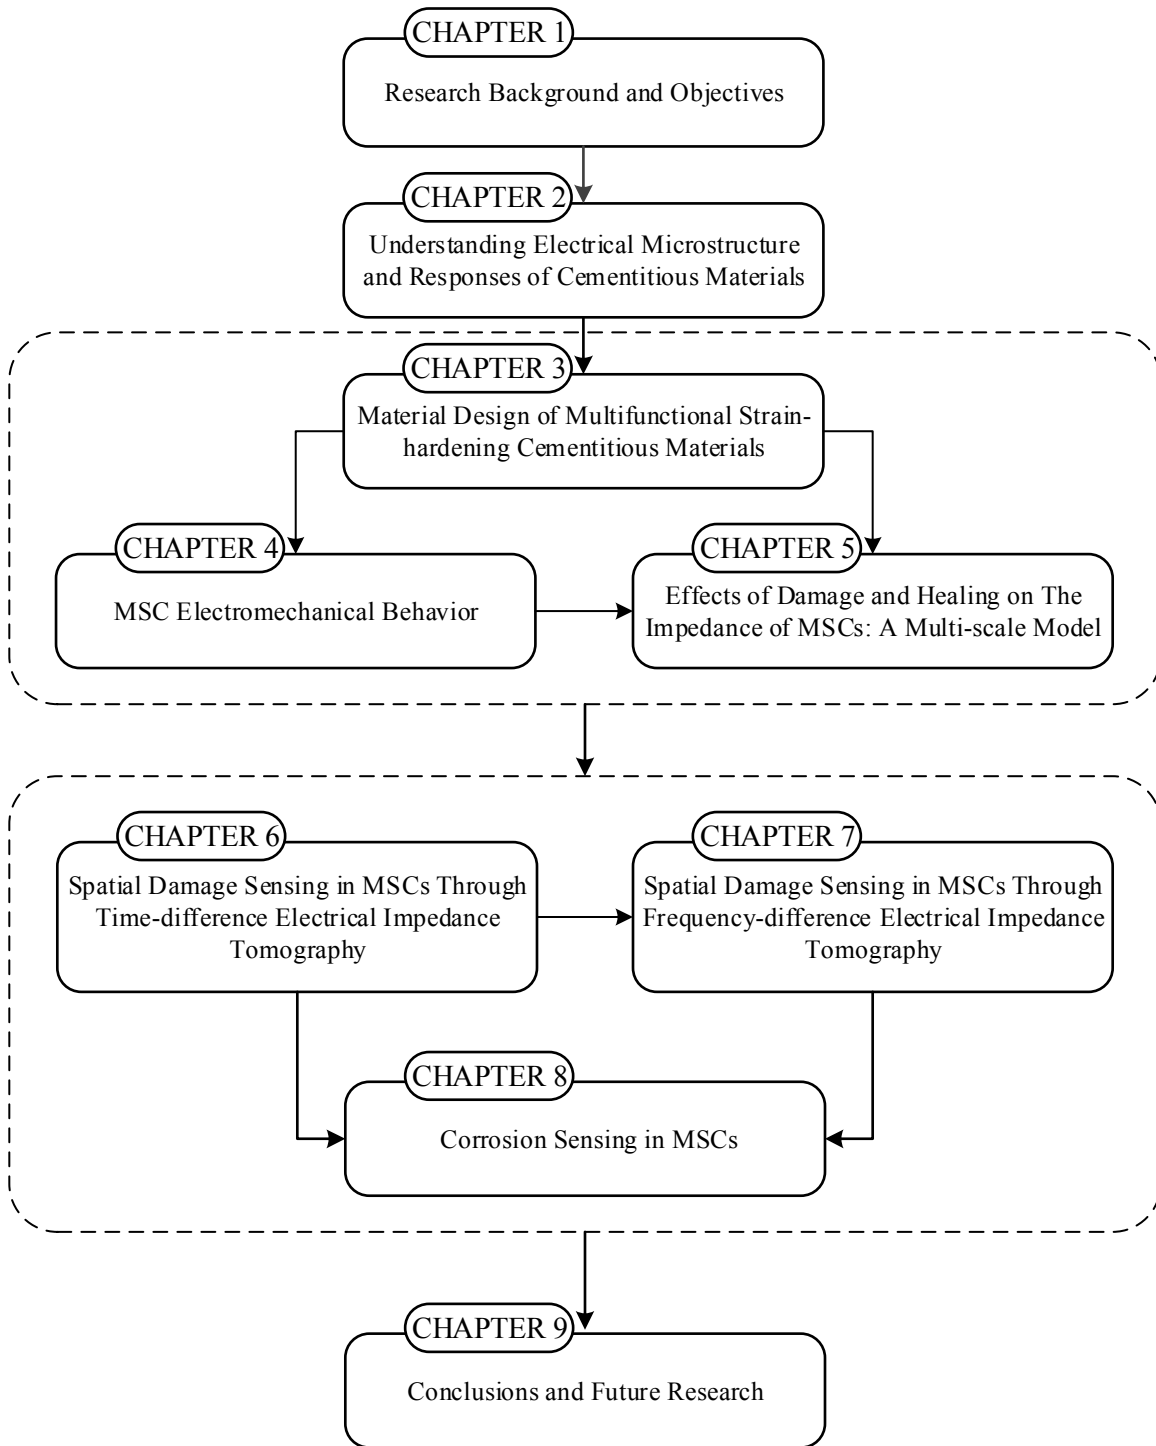 CHAPTER 1
Research Background and Objectives
CHAPTER 2
Understanding Electrical Microstructure
and Responses of Cementitious Materials
CHAPTER 3
Material Design of Multifunctional Strain-
hardening Cementitious Materials
CHAPTER 4
MSC Electromechanical Behavior
CHAPTER 5
Effects of Damage and Healing on The
Impedance of MSCs: A Multi-scale Model
CHAPTER 6
Spatial Damage Sensing in MSCs Through
Time-difference Electrical Impedance
Tomography
CHAPTER 7
Spatial Damage Sensing in MSCs Through
Frequency-difference Electrical Impedance
Tomography
CHAPTER 8
Corrosion Sensing in MSCs
CHAPTER 9
Conclusions and Future Research